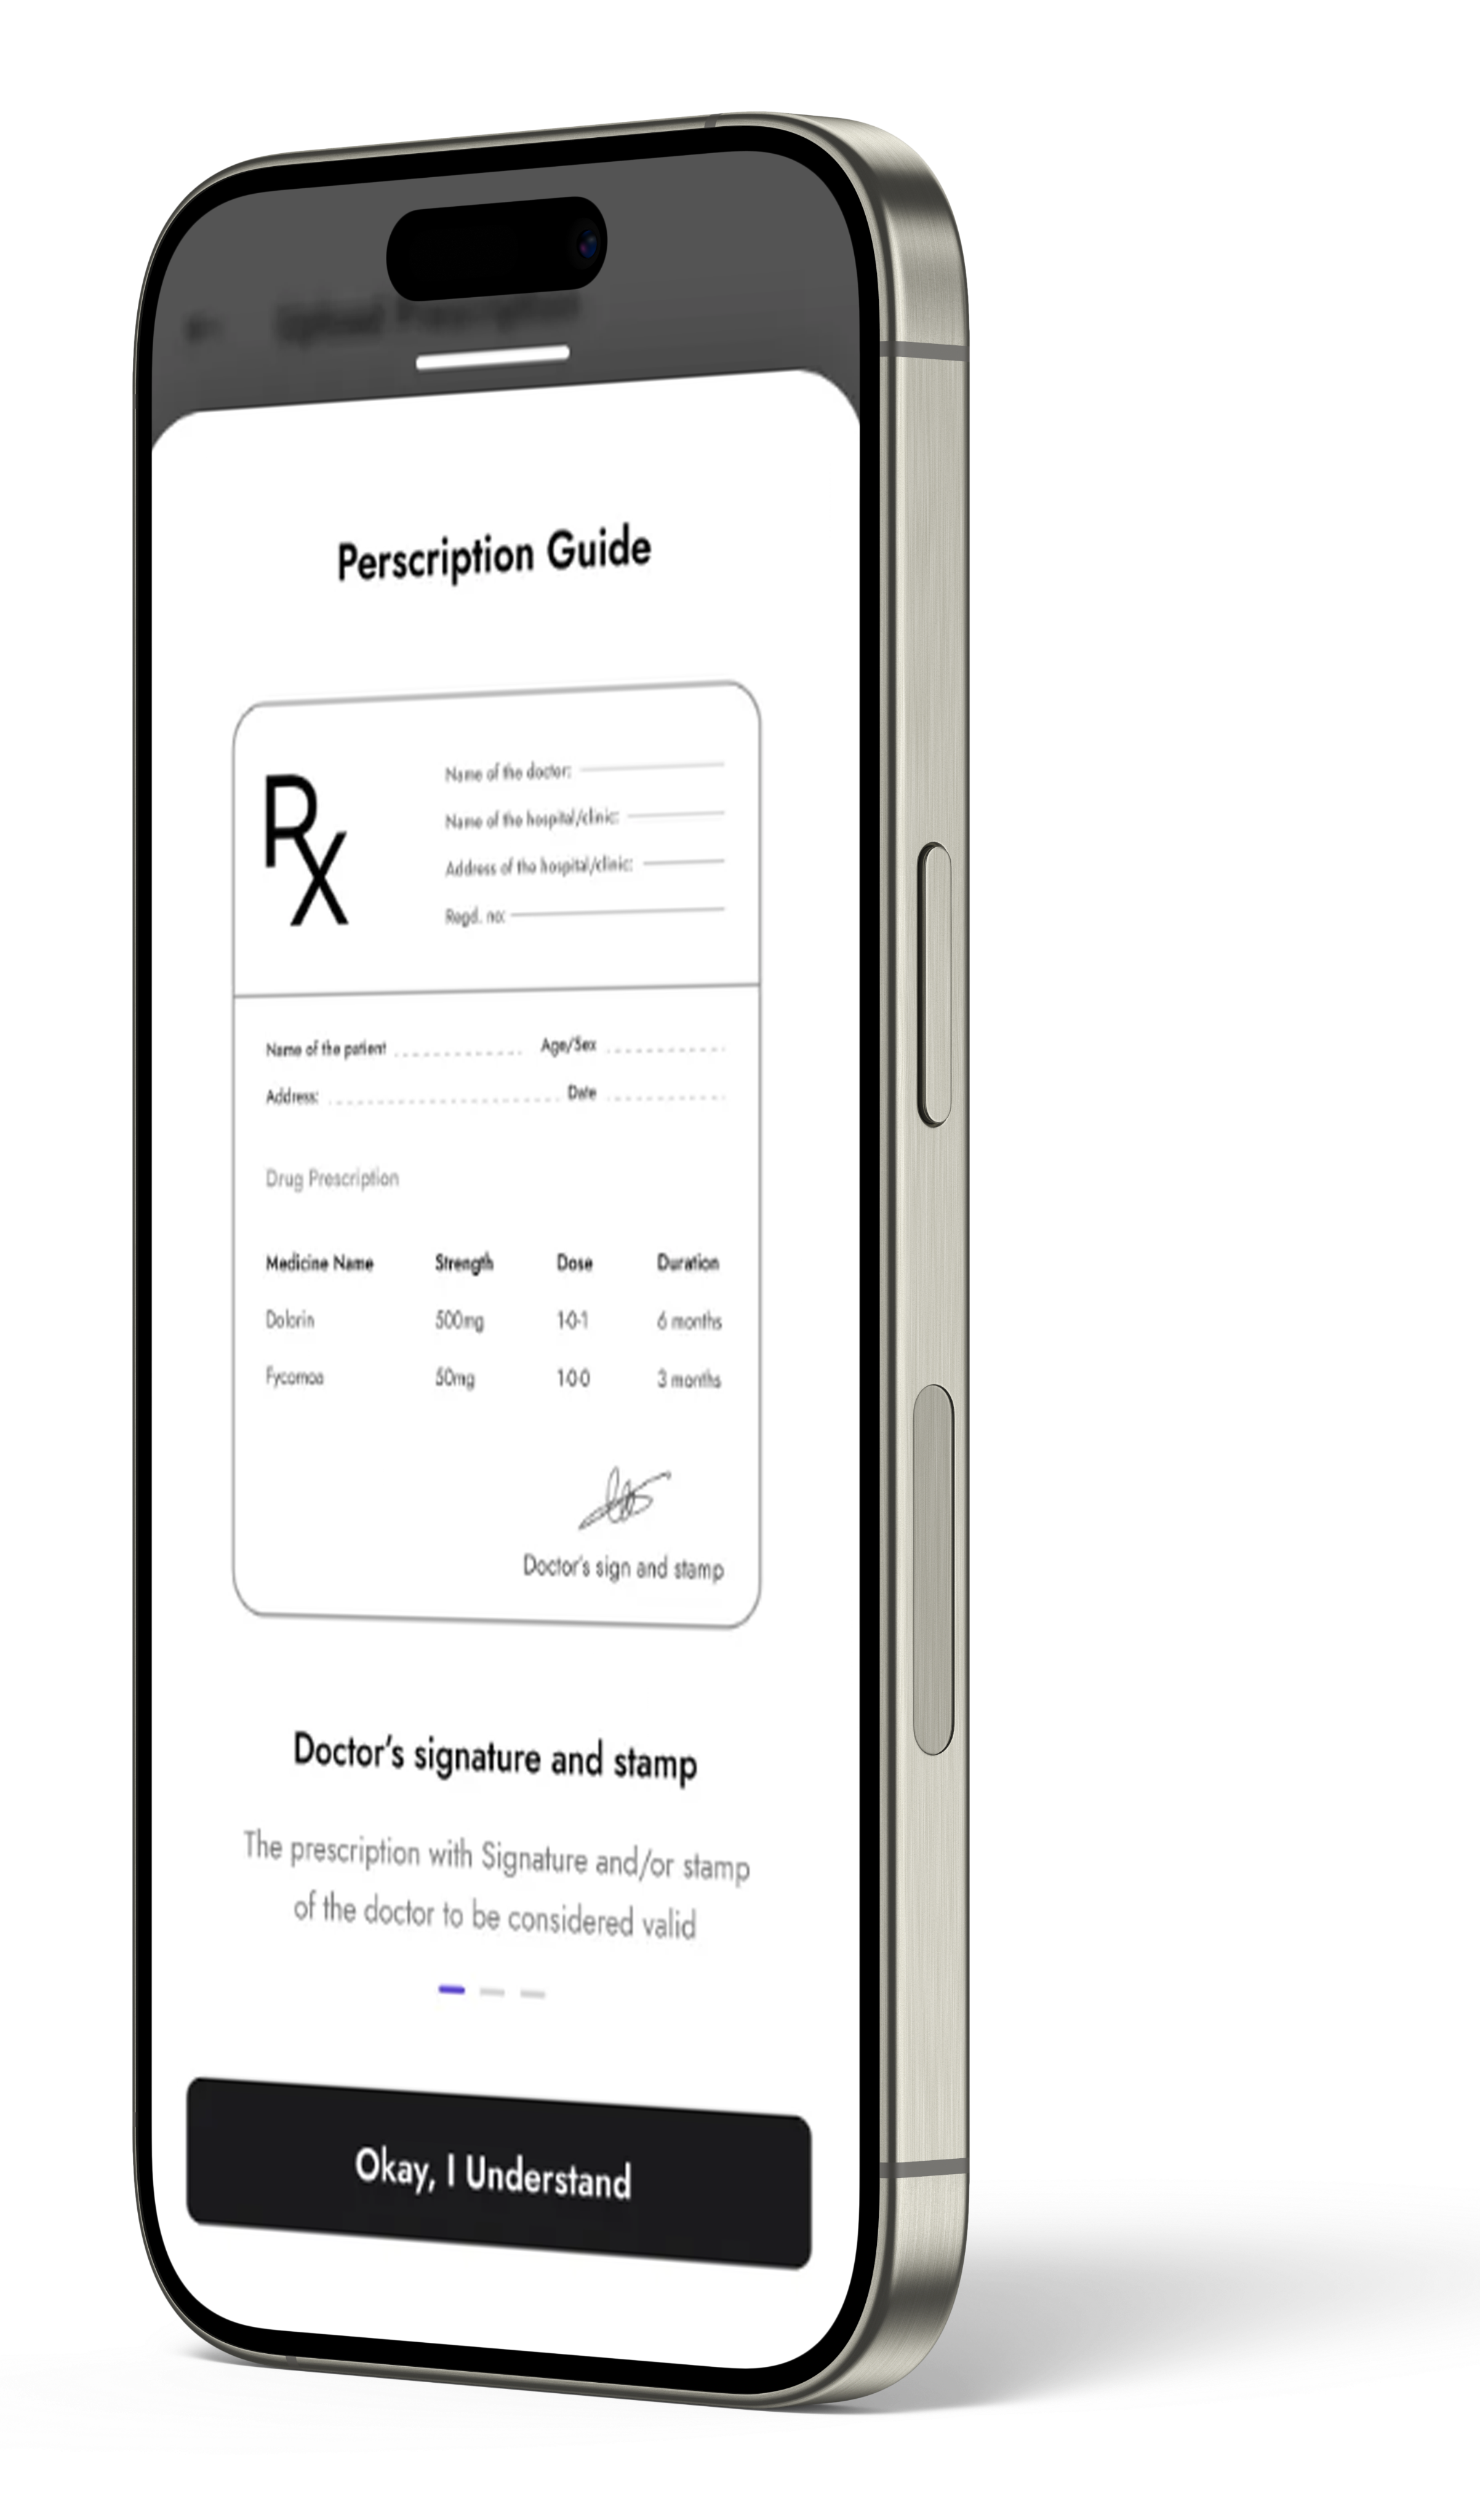 Upload Prescription
Perscription Guide
Rx
Name of the doctor:
Name of the hospital/clinic:
Address of the hospital/clinic:
Regd. no:
Name of the patient Age/Sex
Address: Date
Drug Prescription
Medicine Name Strength Dose Duration
Dolorin 500mg 1-0-1 6 months
Fycomoa 50mg 1-0-0 3 months
Doctor's sign and stamp
Doctor's signature and stamp
The prescription with Signature and/or stamp
of the doctor to be considered valid
Okay, I Understand